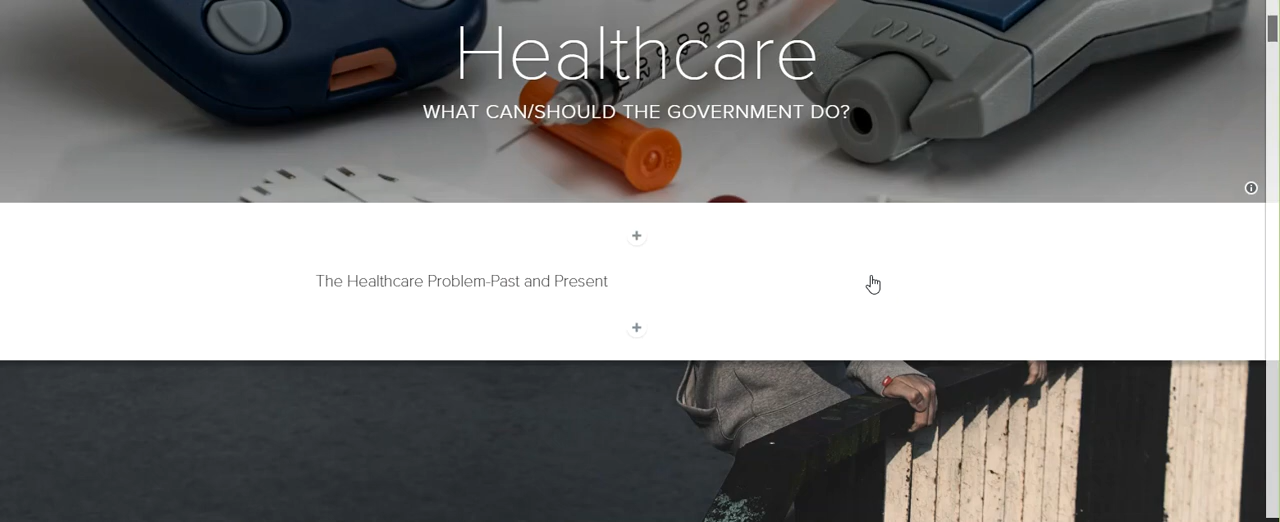 Healthcare
WHAT CAN/SHOULD THE GOVERNMENT DO?
The Healthcare Problem-Past and Present